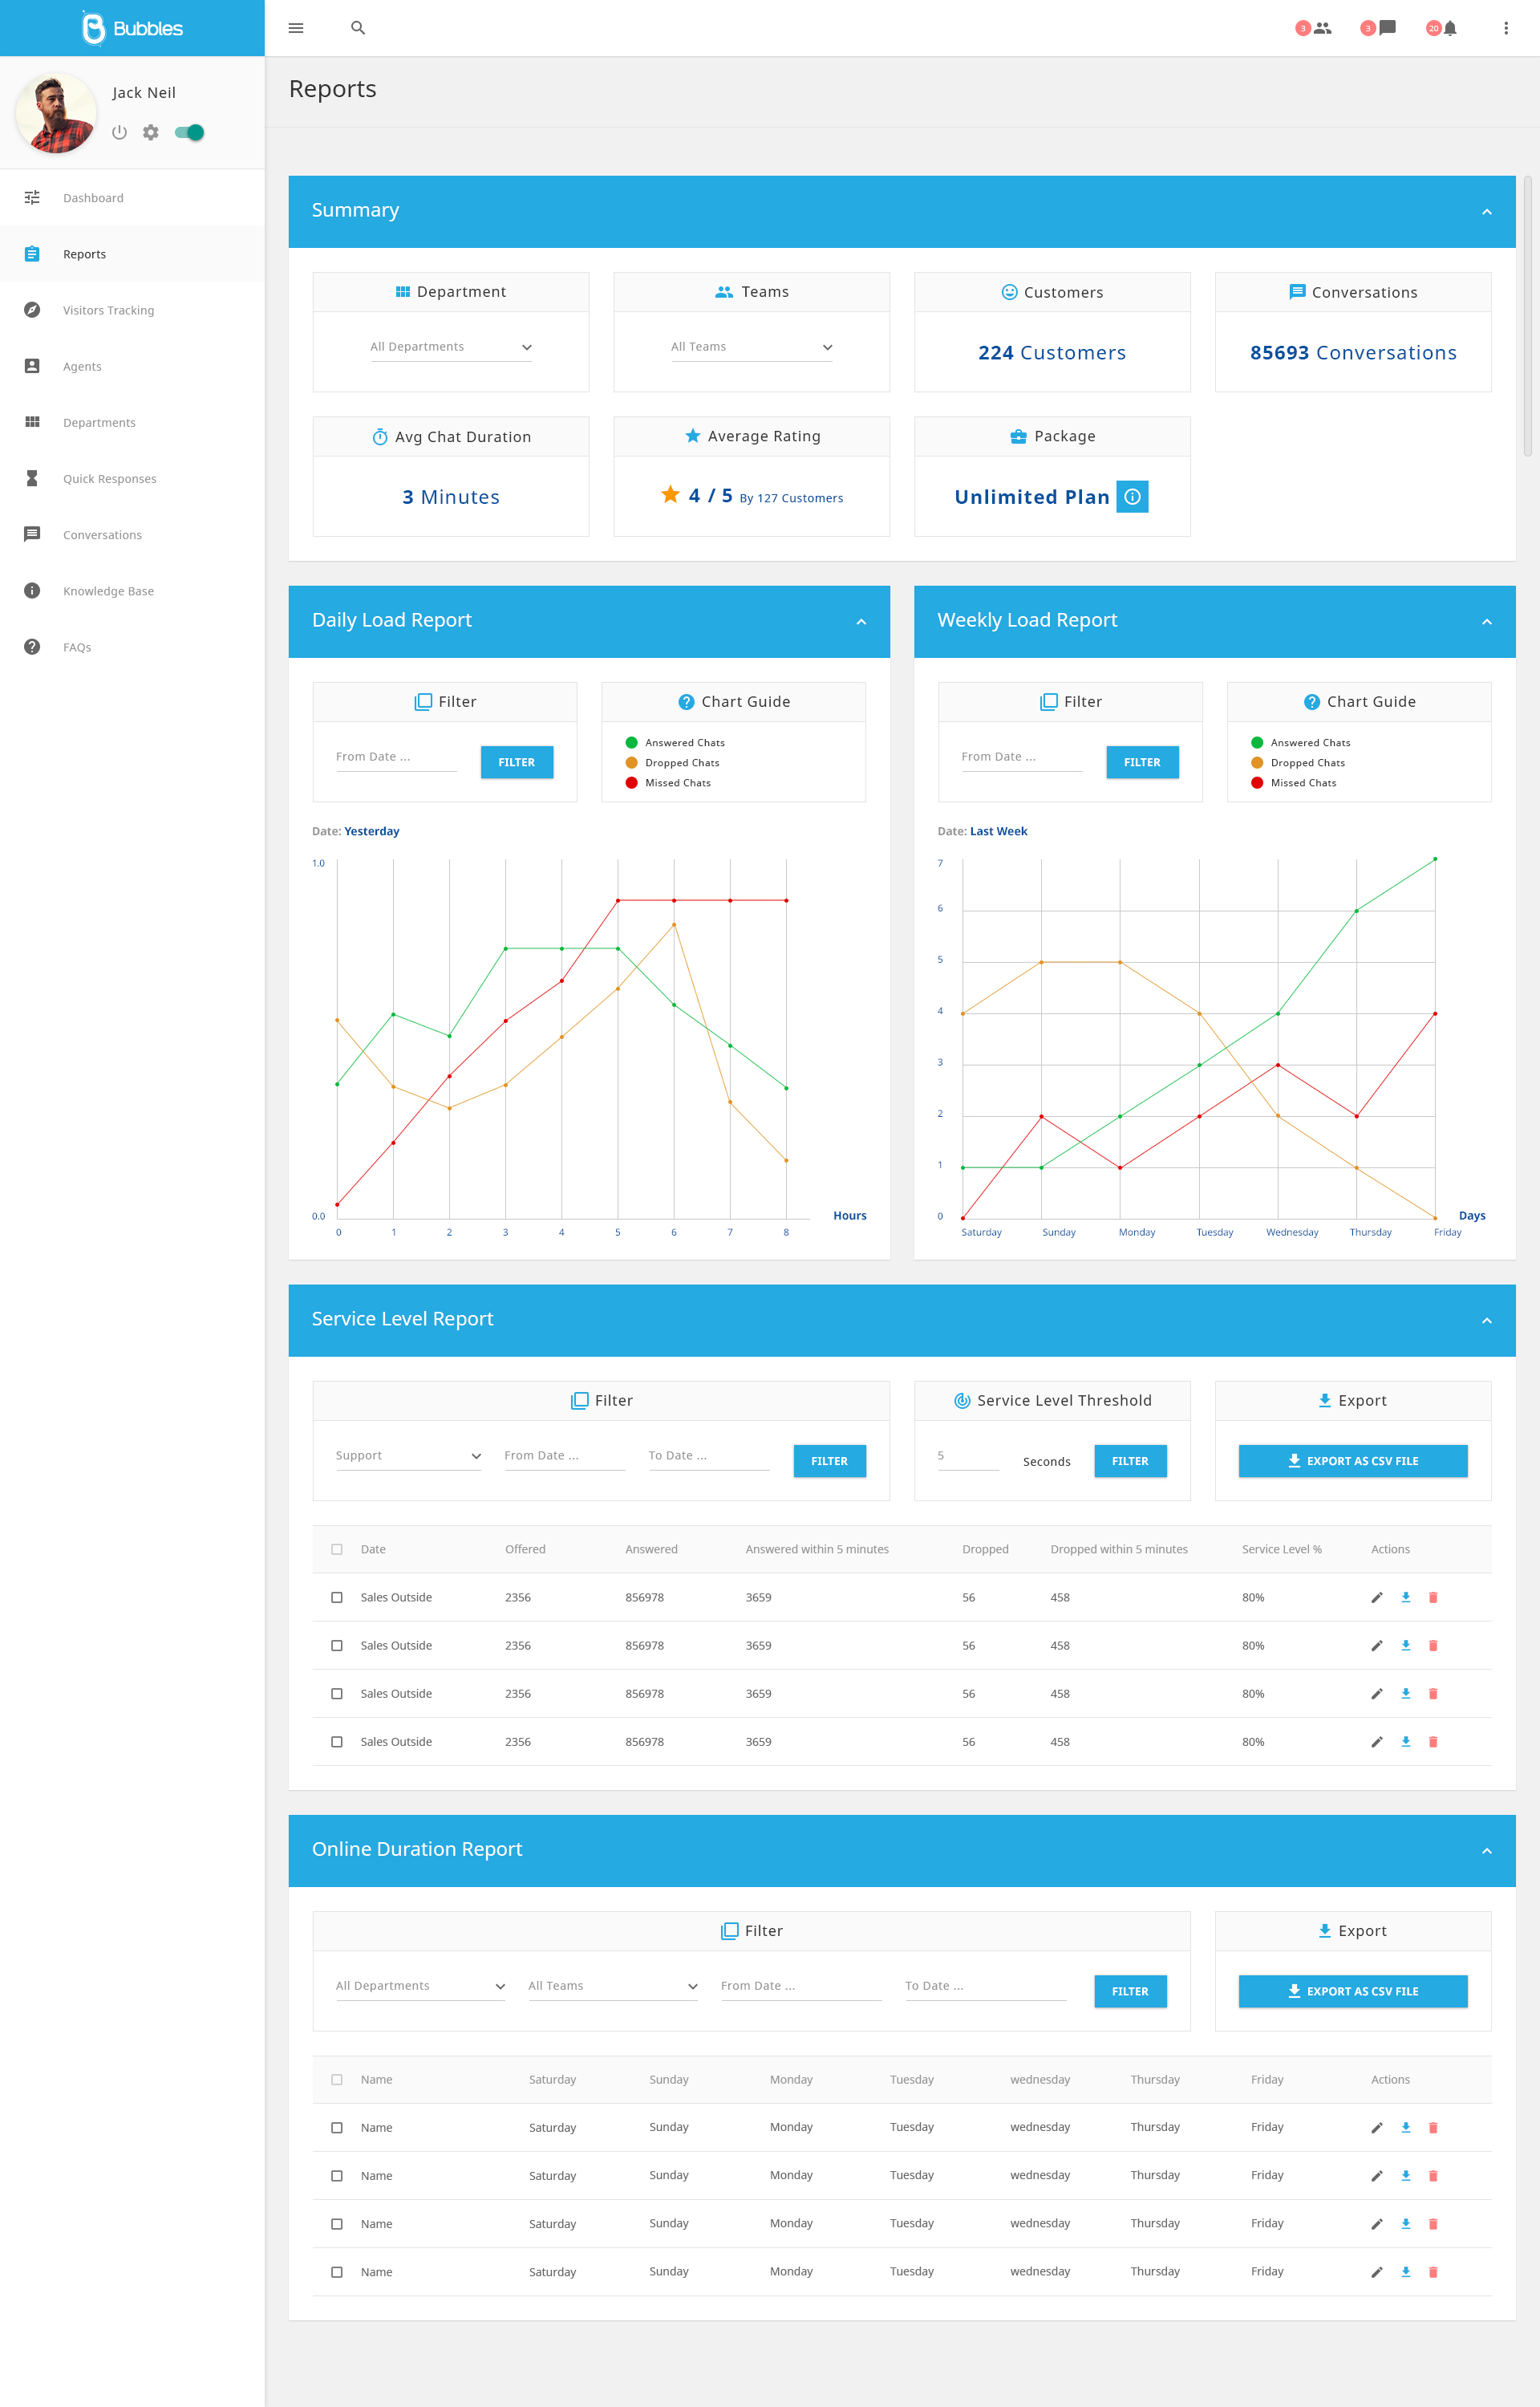 Bubbles
3
3
20
Jack Neil
Reports
Dashboard
Reports
Visitors Tracking
Agents
Departments
Quick Responses
Conversations
Knowledge Base
FAQs
Summary
Department
Teams
Customers
Conversations
All Departments
All Teams
224 Customers
85693 Conversations
Avg Chat Duration
Average Rating
Package
3 Minutes
4 / 5 By 127 Customers
Unlimited Plan
Daily Load Report
Filter
Chart Guide
From Date ...
FILTER
Answered Chats
Dropped Chats
Missed Chats
Date: Yesterday
1.0
0.0
Hours
0 1 2 3 4 5 6 7 8
Weekly Load Report
Filter
Chart Guide
From Date ...
FILTER
Answered Chats
Dropped Chats
Missed Chats
Date: Last Week
7
6
5
4
3
2
1
0
Days
Saturday Sunday Monday Tuesday Wednesday Thursday Friday
Service Level Report
Filter
Service Level Threshold
Export
Support
From Date ...
To Date ...
FILTER
5
Seconds
FILTER
EXPORT AS CSV FILE
Date Offered Answered Answered within 5 minutes Dropped Dropped within 5 minutes Service Level % Actions
Sales Outside 2356 856978 3659 56 458 80%
Sales Outside 2356 856978 3659 56 458 80%
Sales Outside 2356 856978 3659 56 458 80%
Sales Outside 2356 856978 3659 56 458 80%
Online Duration Report
Filter
Export
All Departments
All Teams
From Date ...
To Date ...
FILTER
EXPORT AS CSV FILE
Name Saturday Sunday Monday Tuesday wednesday Thursday Friday Actions
Name Saturday Sunday Monday Tuesday wednesday Thursday Friday
Name Saturday Sunday Monday Tuesday wednesday Thursday Friday
Name Saturday Sunday Monday Tuesday wednesday Thursday Friday
Name Saturday Sunday Monday Tuesday wednesday Thursday Friday